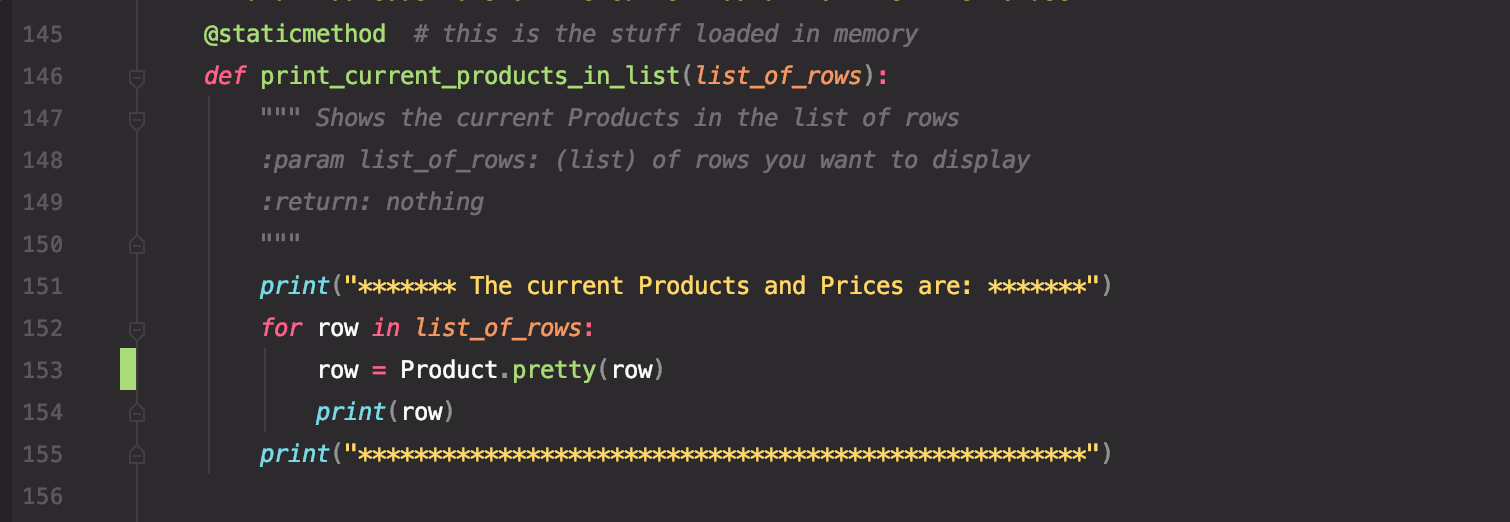 145 @staticmethod # this is the stuff loaded in memory
146 def print_current_products_in_list(list_of_rows):
147 """ Shows the current Products in the list of rows
148 :param list_of_rows: (list) of rows you want to display
149 :return: nothing
150 """
151 print("******* The current Products and Prices are: *******")
152 for row in list_of_rows:
153 row = Product.pretty(row)
154 print(row)
155 print("****************************************************")
156